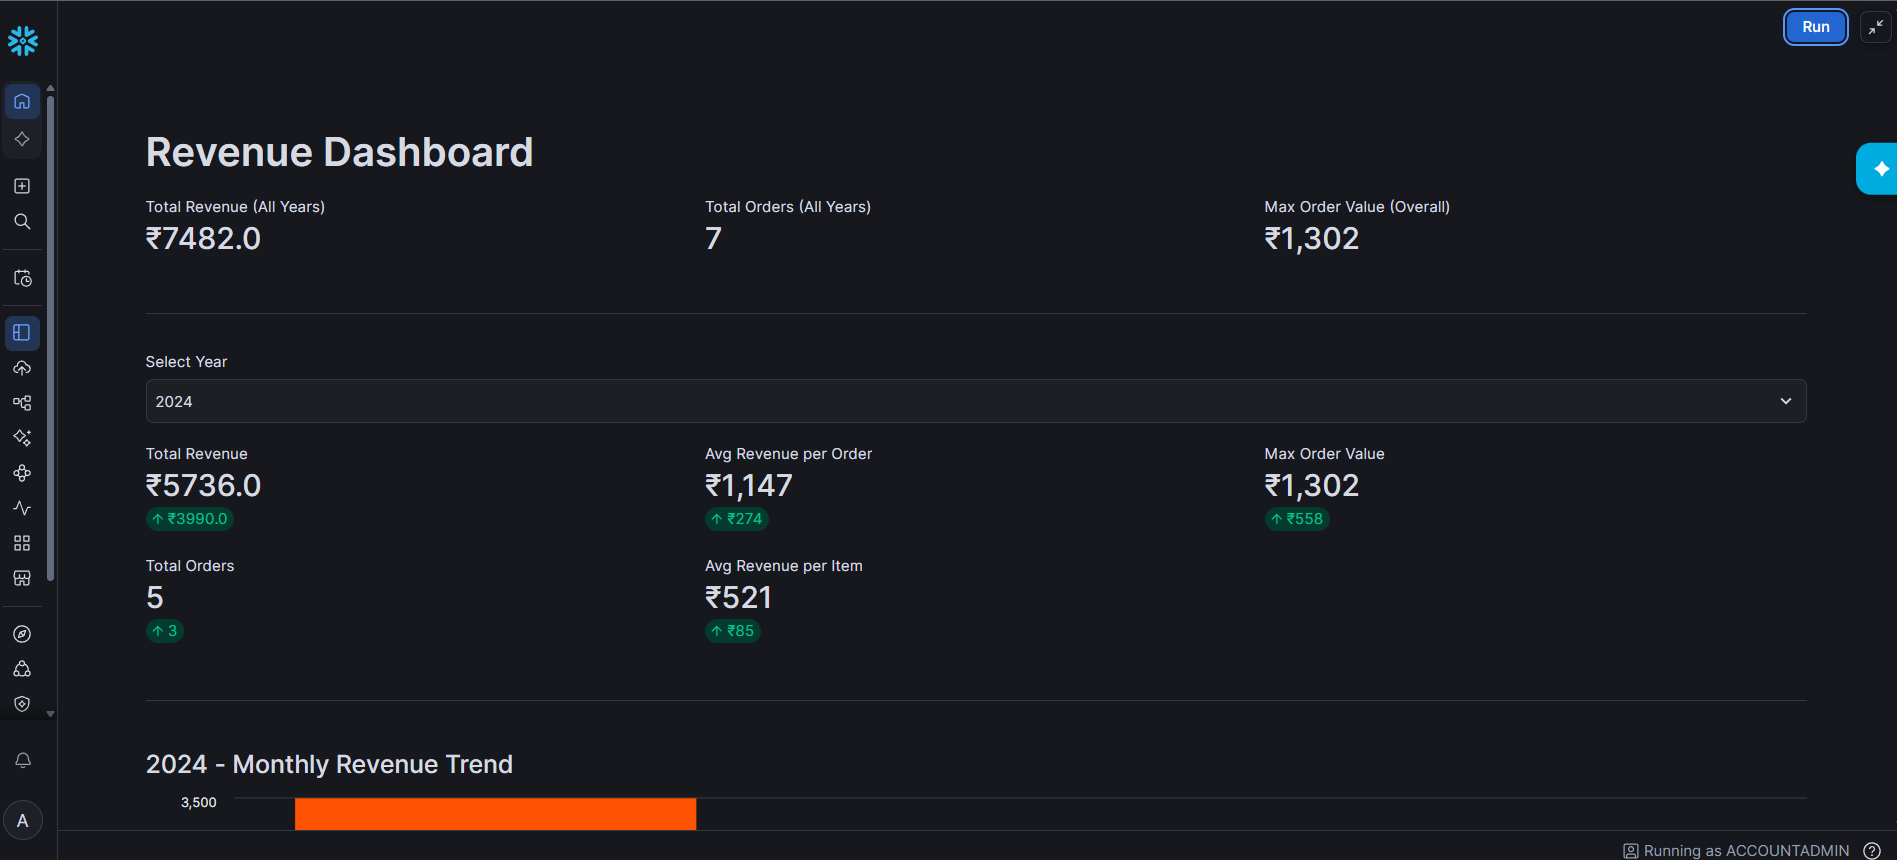 Run
Revenue Dashboard
Total Revenue (All Years)
₹7482.0
Total Orders (All Years)
7
Max Order Value (Overall)
₹1,302
Select Year
2024
Total Revenue
₹5736.0
↑ ₹3990.0
Avg Revenue per Order
₹1,147
↑ ₹274
Max Order Value
₹1,302
↑ ₹558
Total Orders
5
↑ 3
Avg Revenue per Item
₹521
↑ ₹85
2024 - Monthly Revenue Trend
3,500
A
Running as ACCOUNTADMIN